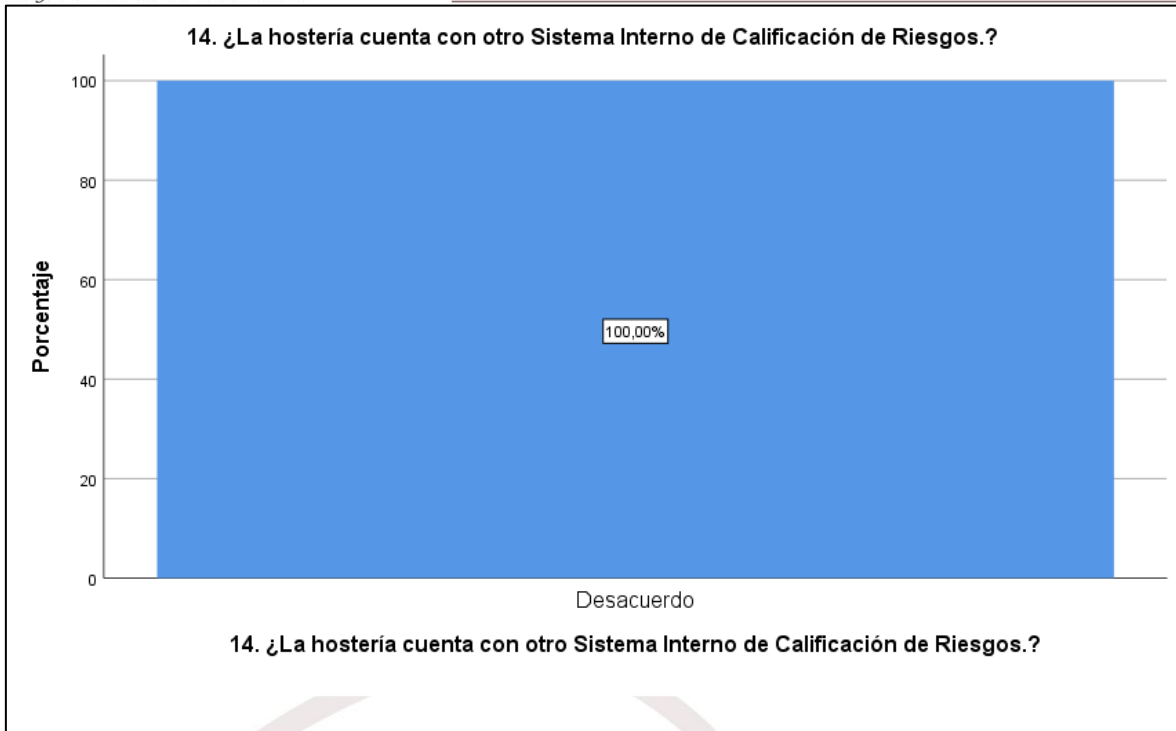 14. ¿La hostería cuenta con otro Sistema Interno de Calificación de Riesgos.?
100
80
60
40
20
0
Porcentaje
100,00%
Desacuerdo
14. ¿La hostería cuenta con otro Sistema Interno de Calificación de Riesgos.?